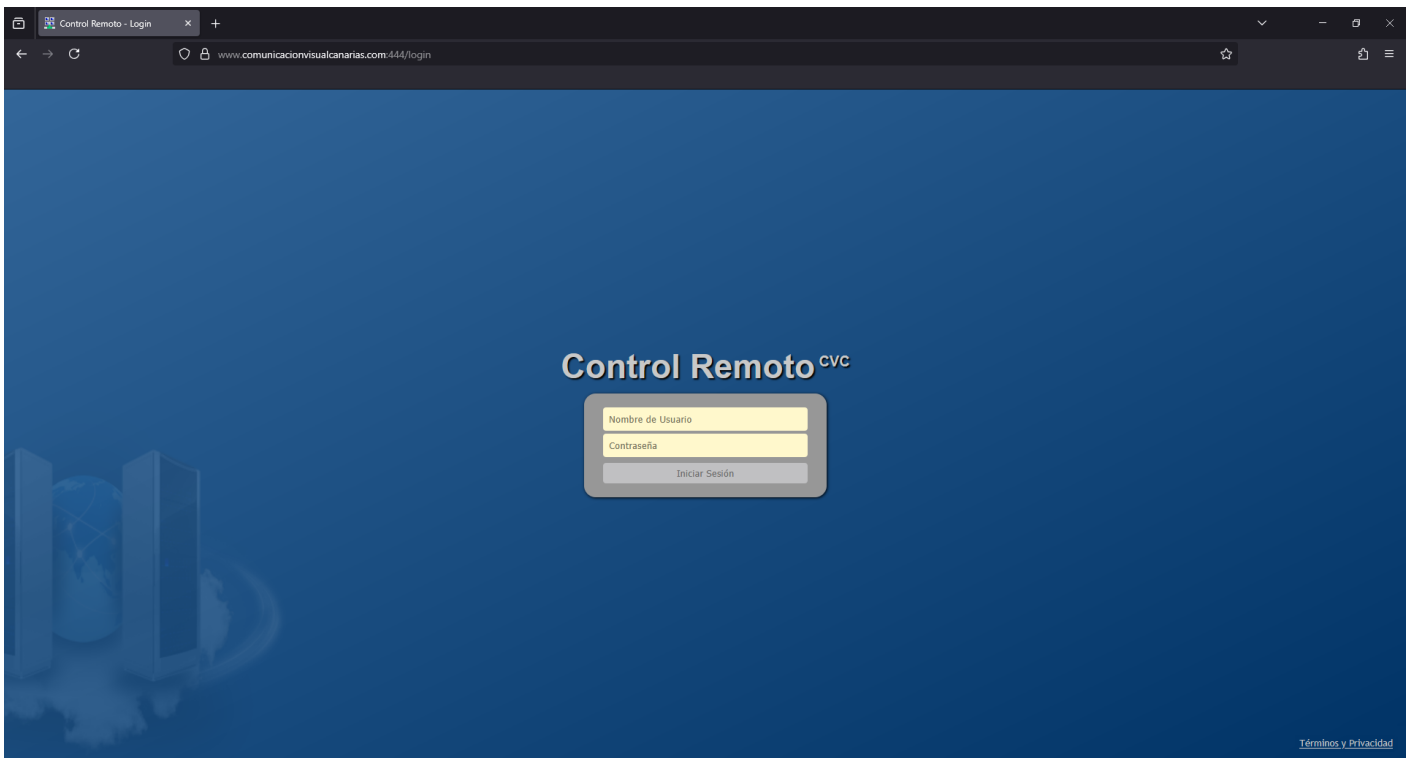 Control Remoto - Login
www.comunicacionvisualcanarias.com:444/login
Control Remoto CVC
Nombre de Usuario
Contraseña
Iniciar Sesión
Términos y Privacidad